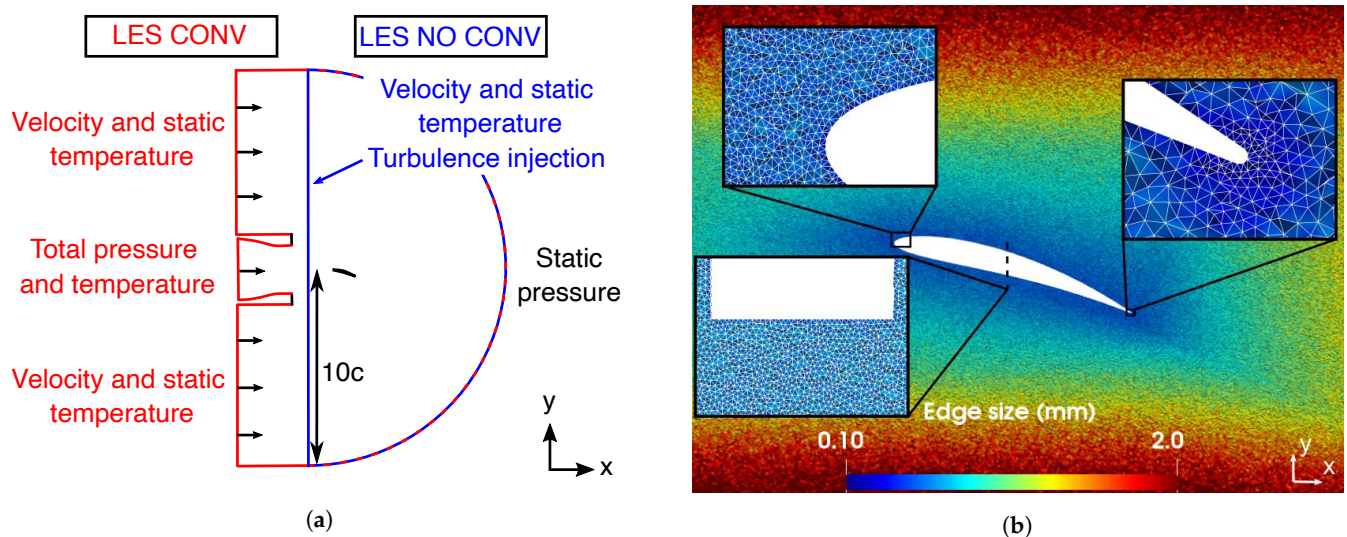 LES CONV
LES NO CONV
Velocity and static
temperature
Velocity and static
temperature
Turbulence injection
Total pressure
and temperature
Static
pressure
Velocity and static
temperature
10c
y
x
(a)
Edge size (mm)
0.10
2.0
y
x
(b)